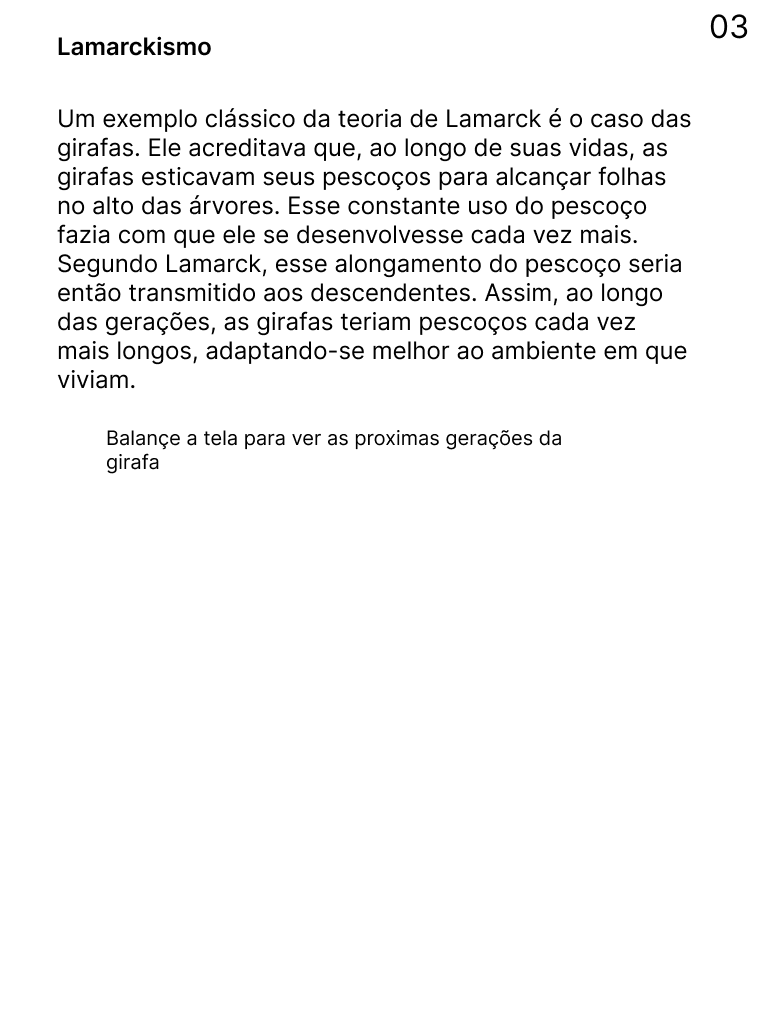 03
Lamarckismo
Um exemplo clássico da teoria de Lamarck é o caso das
girafas. Ele acreditava que, ao longo de suas vidas, as
girafas esticavam seus pescoços para alcançar folhas
no alto das árvores. Esse constante uso do pescoço
fazia com que ele se desenvolvesse cada vez mais.
Segundo Lamarck, esse alongamento do pescoço seria
então transmitido aos descendentes. Assim, ao longo
das gerações, as girafas teriam pescoços cada vez
mais longos, adaptando-se melhor ao ambiente em que
viviam.
Balançe a tela para ver as proximas gerações da
girafa